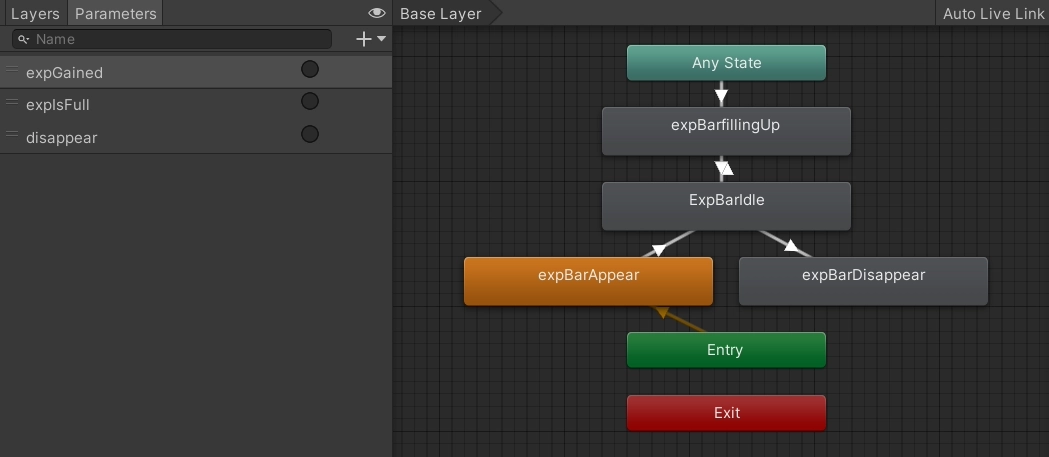 Layers Parameters
Base Layer
Auto Live Link
Name
expGained
expIsFull
disappear
Any State
expBarfillingUp
ExpBarIdle
expBarAppear
expBarDisappear
Entry
Exit